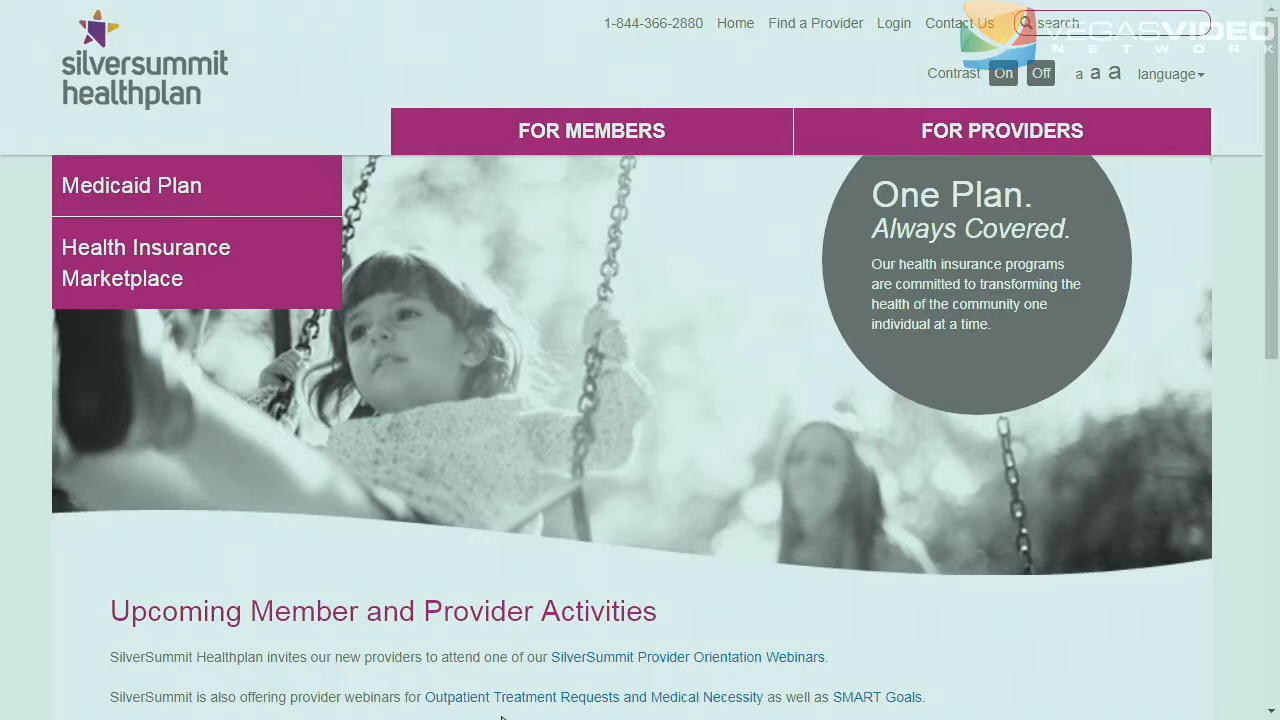 silversummit
healthplan
1-844-366-2880 Home Find a Provider Login Contact Us search
VEGASVIDEO
NETWORK
Contrast On Off a a a language
FOR MEMBERS FOR PROVIDERS
Medicaid Plan
Health Insurance
Marketplace
One Plan.
Always Covered.
Our health insurance programs
are committed to transforming the
health of the community one
individual at a time.
Upcoming Member and Provider Activities
SilverSummit Healthplan invites our new providers to attend one of our SilverSummit Provider Orientation Webinars.
SilverSummit is also offering provider webinars for Outpatient Treatment Requests and Medical Necessity as well as SMART Goals.